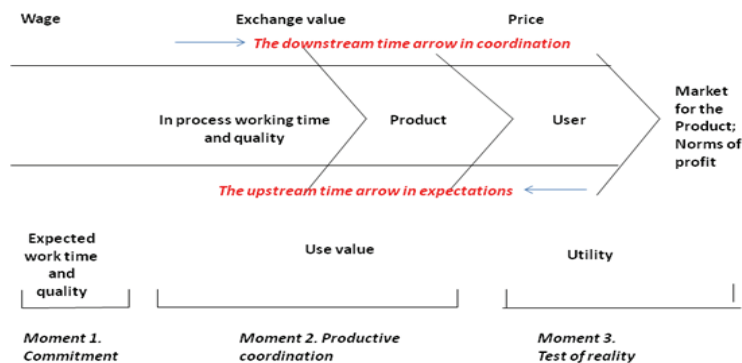 Wage Exchange value Price
The downstream time arrow in coordination
In process working time
and quality
Product
User
Market
for the
Product;
Norms of
profit
The upstream time arrow in expectations
Expected
work time
and
quality
Use value
Utility
Moment 1.
Commitment
Moment 2. Productive
coordination
Moment 3.
Test of reality